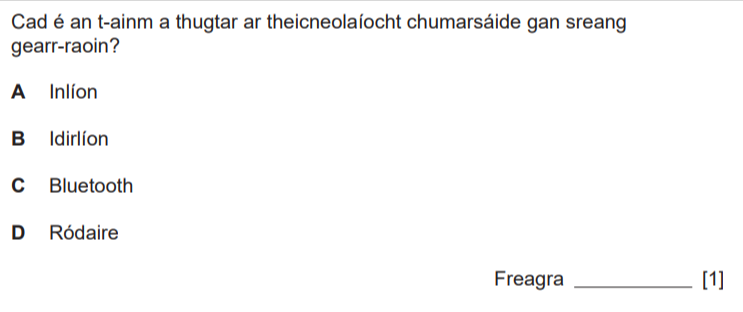 Cad é an t-ainm a thugtar ar theicneolaíocht chumarsáide gan sreang
gearr-raoin?
A Inlíon
B Idirlíon
C Bluetooth
D Ródaire
Freagra ____________ [1]